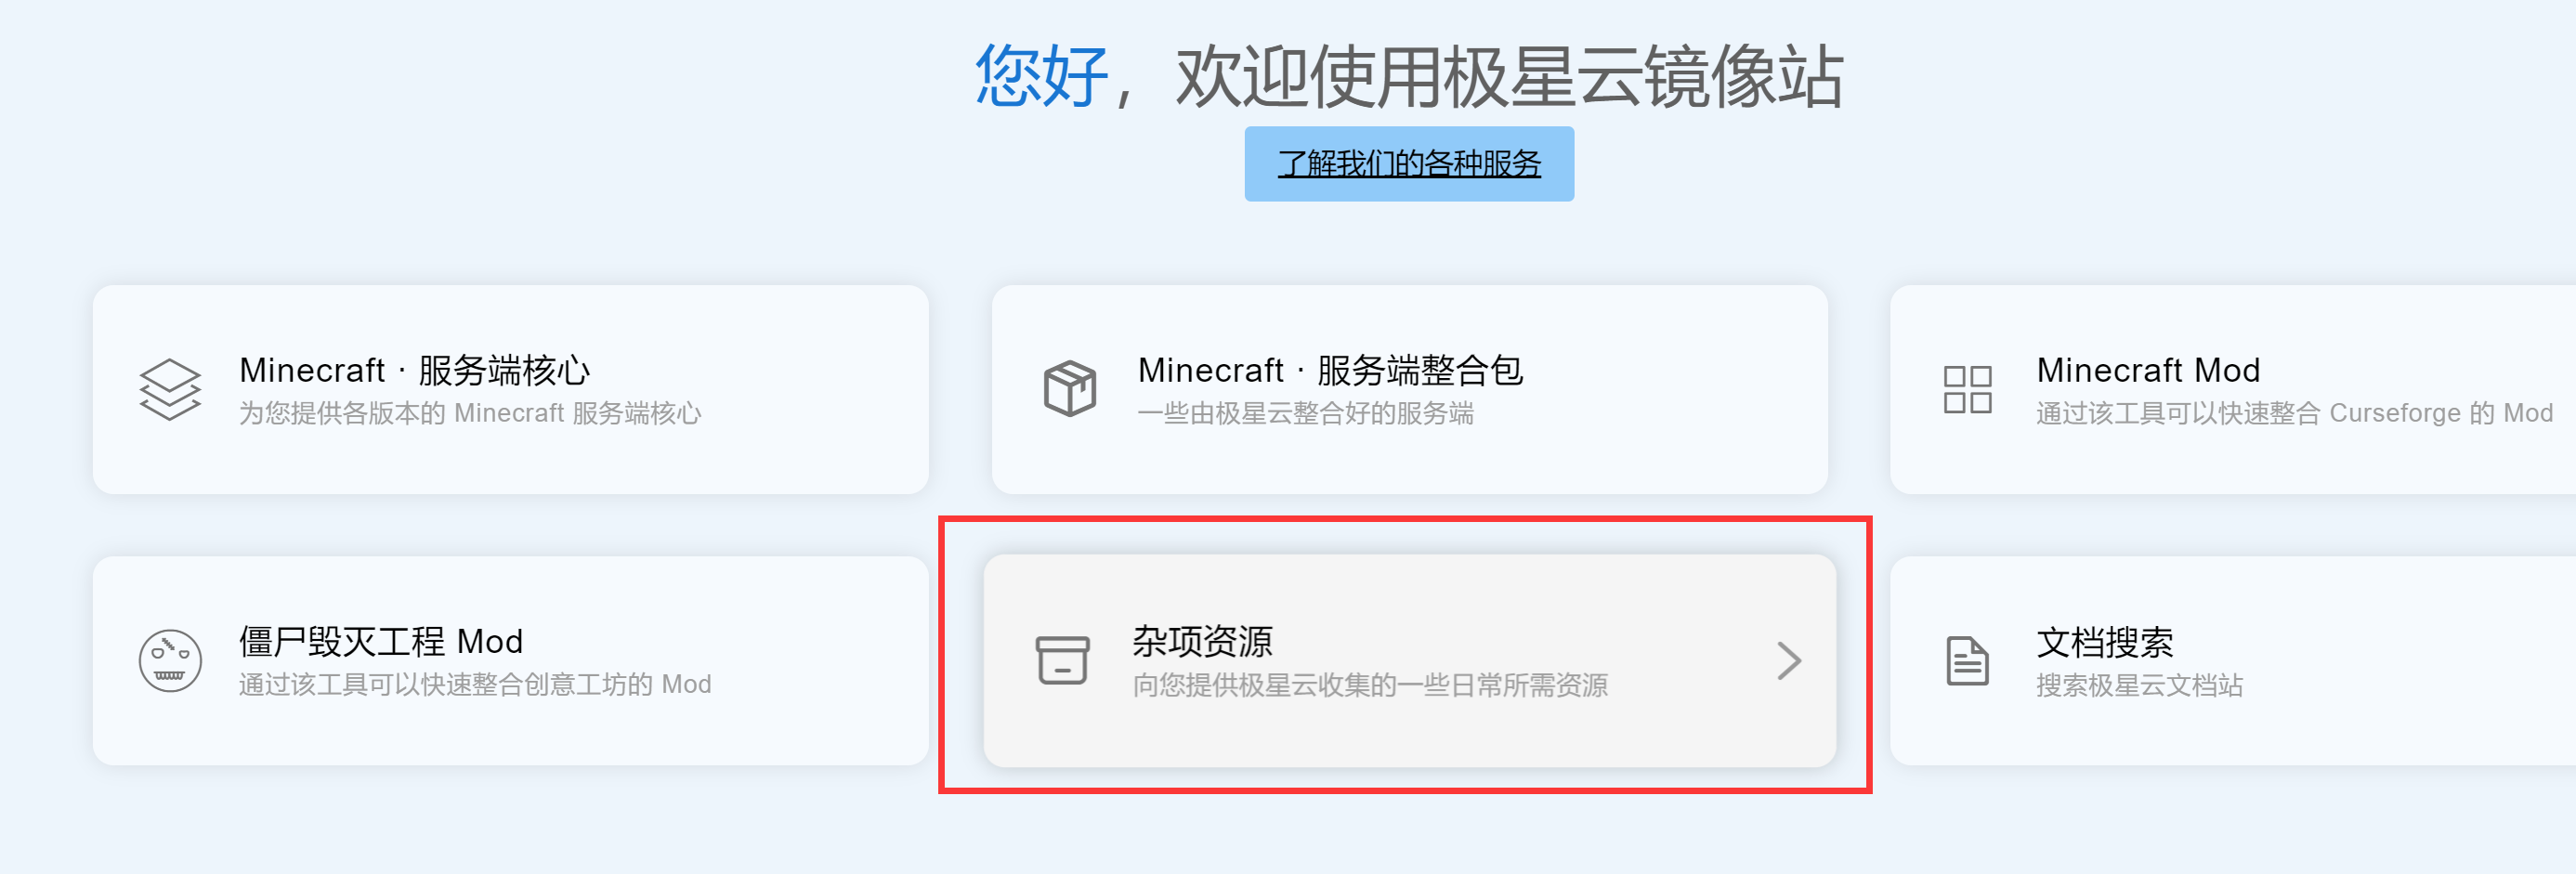 您好，欢迎使用极星云镜像站
了解我们的各种服务
Minecraft · 服务端核心
为您提供各版本的 Minecraft 服务端核心
Minecraft · 服务端整合包
一些由极星云整合好的服务端
Minecraft Mod
通过该工具可以快速整合 Curseforge 的 Mod
僵尸毁灭工程 Mod
通过该工具可以快速整合创意工坊的 Mod
杂项资源
向您提供极星云收集的一些日常所需资源
文档搜索
搜索极星云文档站